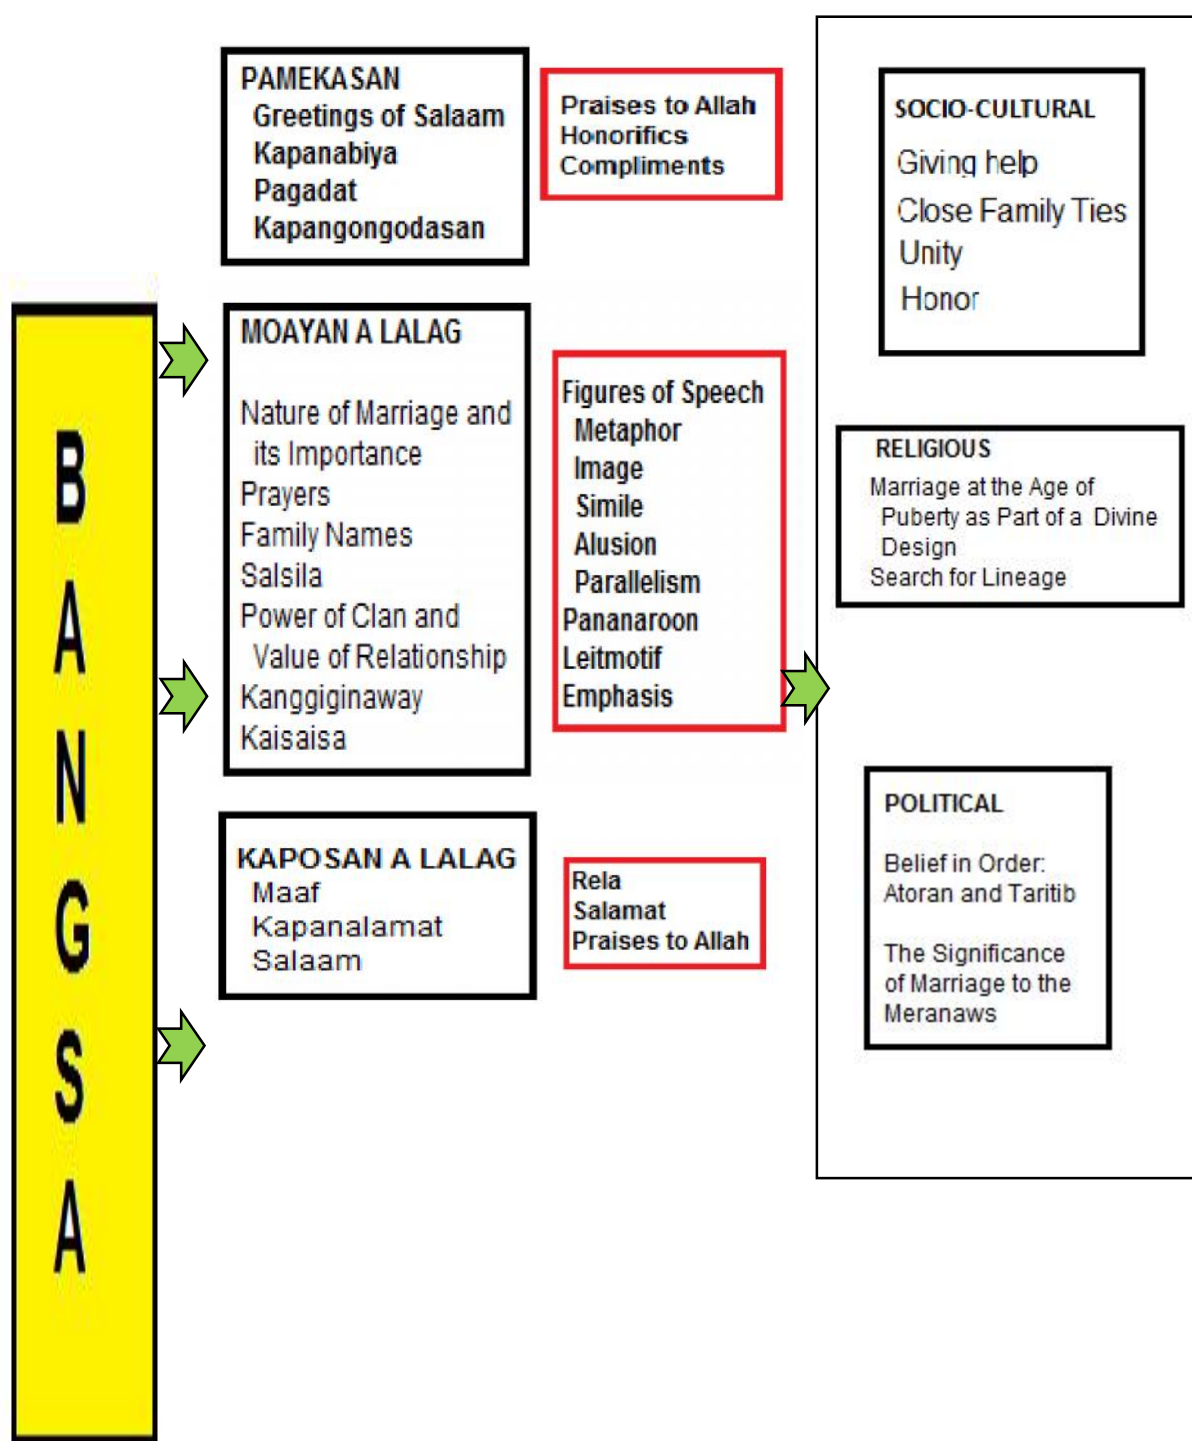 BANGSA
PAMEKASAN
Greetings of Salaam
Kapanabiya
Pagadat
Kapangongodasan
Praises to Allah
Honorifics
Compliments
MOAYAN A LALAG
Nature of Marriage and
its Importance
Prayers
Family Names
Salsila
Power of Clan and
Value of Relationship
Kanggiginaway
Kaisaisa
Figures of Speech
Metaphor
Image
Simile
Alusion
Parallelism
Pananaroon
Leitmotif
Emphasis
KAPOSAN A LALAG
Maaf
Kapanalamat
Salaam
Rela
Salamat
Praises to Allah
SOCIO-CULTURAL
Giving help
Close Family Ties
Unity
Honor
RELIGIOUS
Marriage at the Age of
Puberty as Part of a Divine
Design
Search for Lineage
POLITICAL
Belief in Order:
Atoran and Taritib
The Significance
of Marriage to the
Meranaws